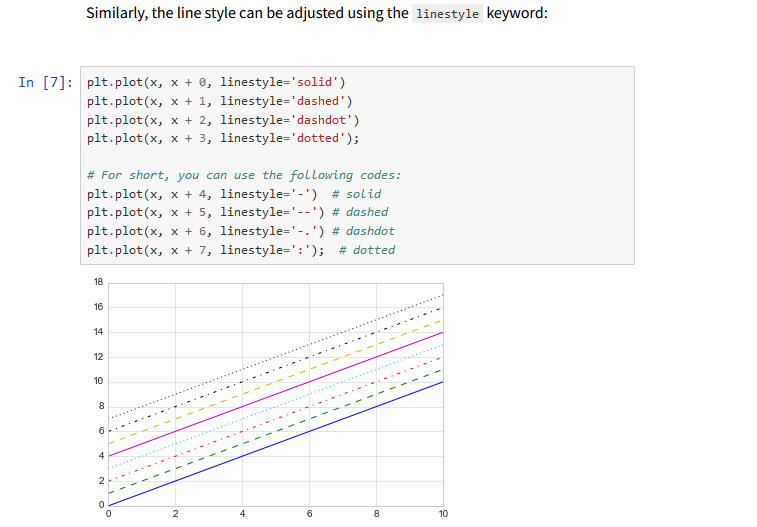 Similarly, the line style can be adjusted using the linestyle keyword:
In [7]: plt.plot(x, x + 0, linestyle='solid')
plt.plot(x, x + 1, linestyle='dashed')
plt.plot(x, x + 2, linestyle='dashdot')
plt.plot(x, x + 3, linestyle='dotted');
# For short, you can use the following codes:
plt.plot(x, x + 4, linestyle='-')  # solid
plt.plot(x, x + 5, linestyle='--') # dashed
plt.plot(x, x + 6, linestyle='-.') # dashdot
plt.plot(x, x + 7, linestyle=':');  # dotted
18
16
14
12
10
8
6
4
2
0
0 2 4 6 8 10